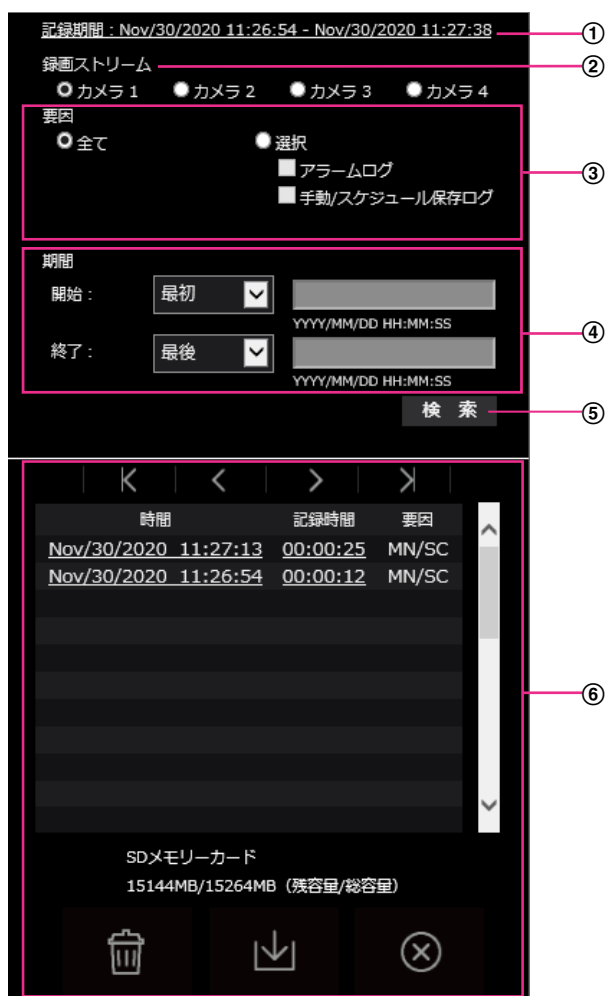 記録期間 : Nov/30/2020 11:26:54 - Nov/30/2020 11:27:38 ①
録画ストリーム ②
カメラ 1 カメラ 2 カメラ 3 カメラ 4
要因
全て 選択
アラームログ ③
手動/スケジュール保存ログ
期間
開始 : 最初
YYYY/MM/DD HH:MM:SS ④
終了 : 最後
YYYY/MM/DD HH:MM:SS
検 索 ⑤
時間 記録時間 要因
Nov/30/2020 11:27:13 00:00:25 MN/SC
Nov/30/2020 11:26:54 00:00:12 MN/SC
⑥
SDメモリーカード
15144MB/15264MB（残容量/総容量）